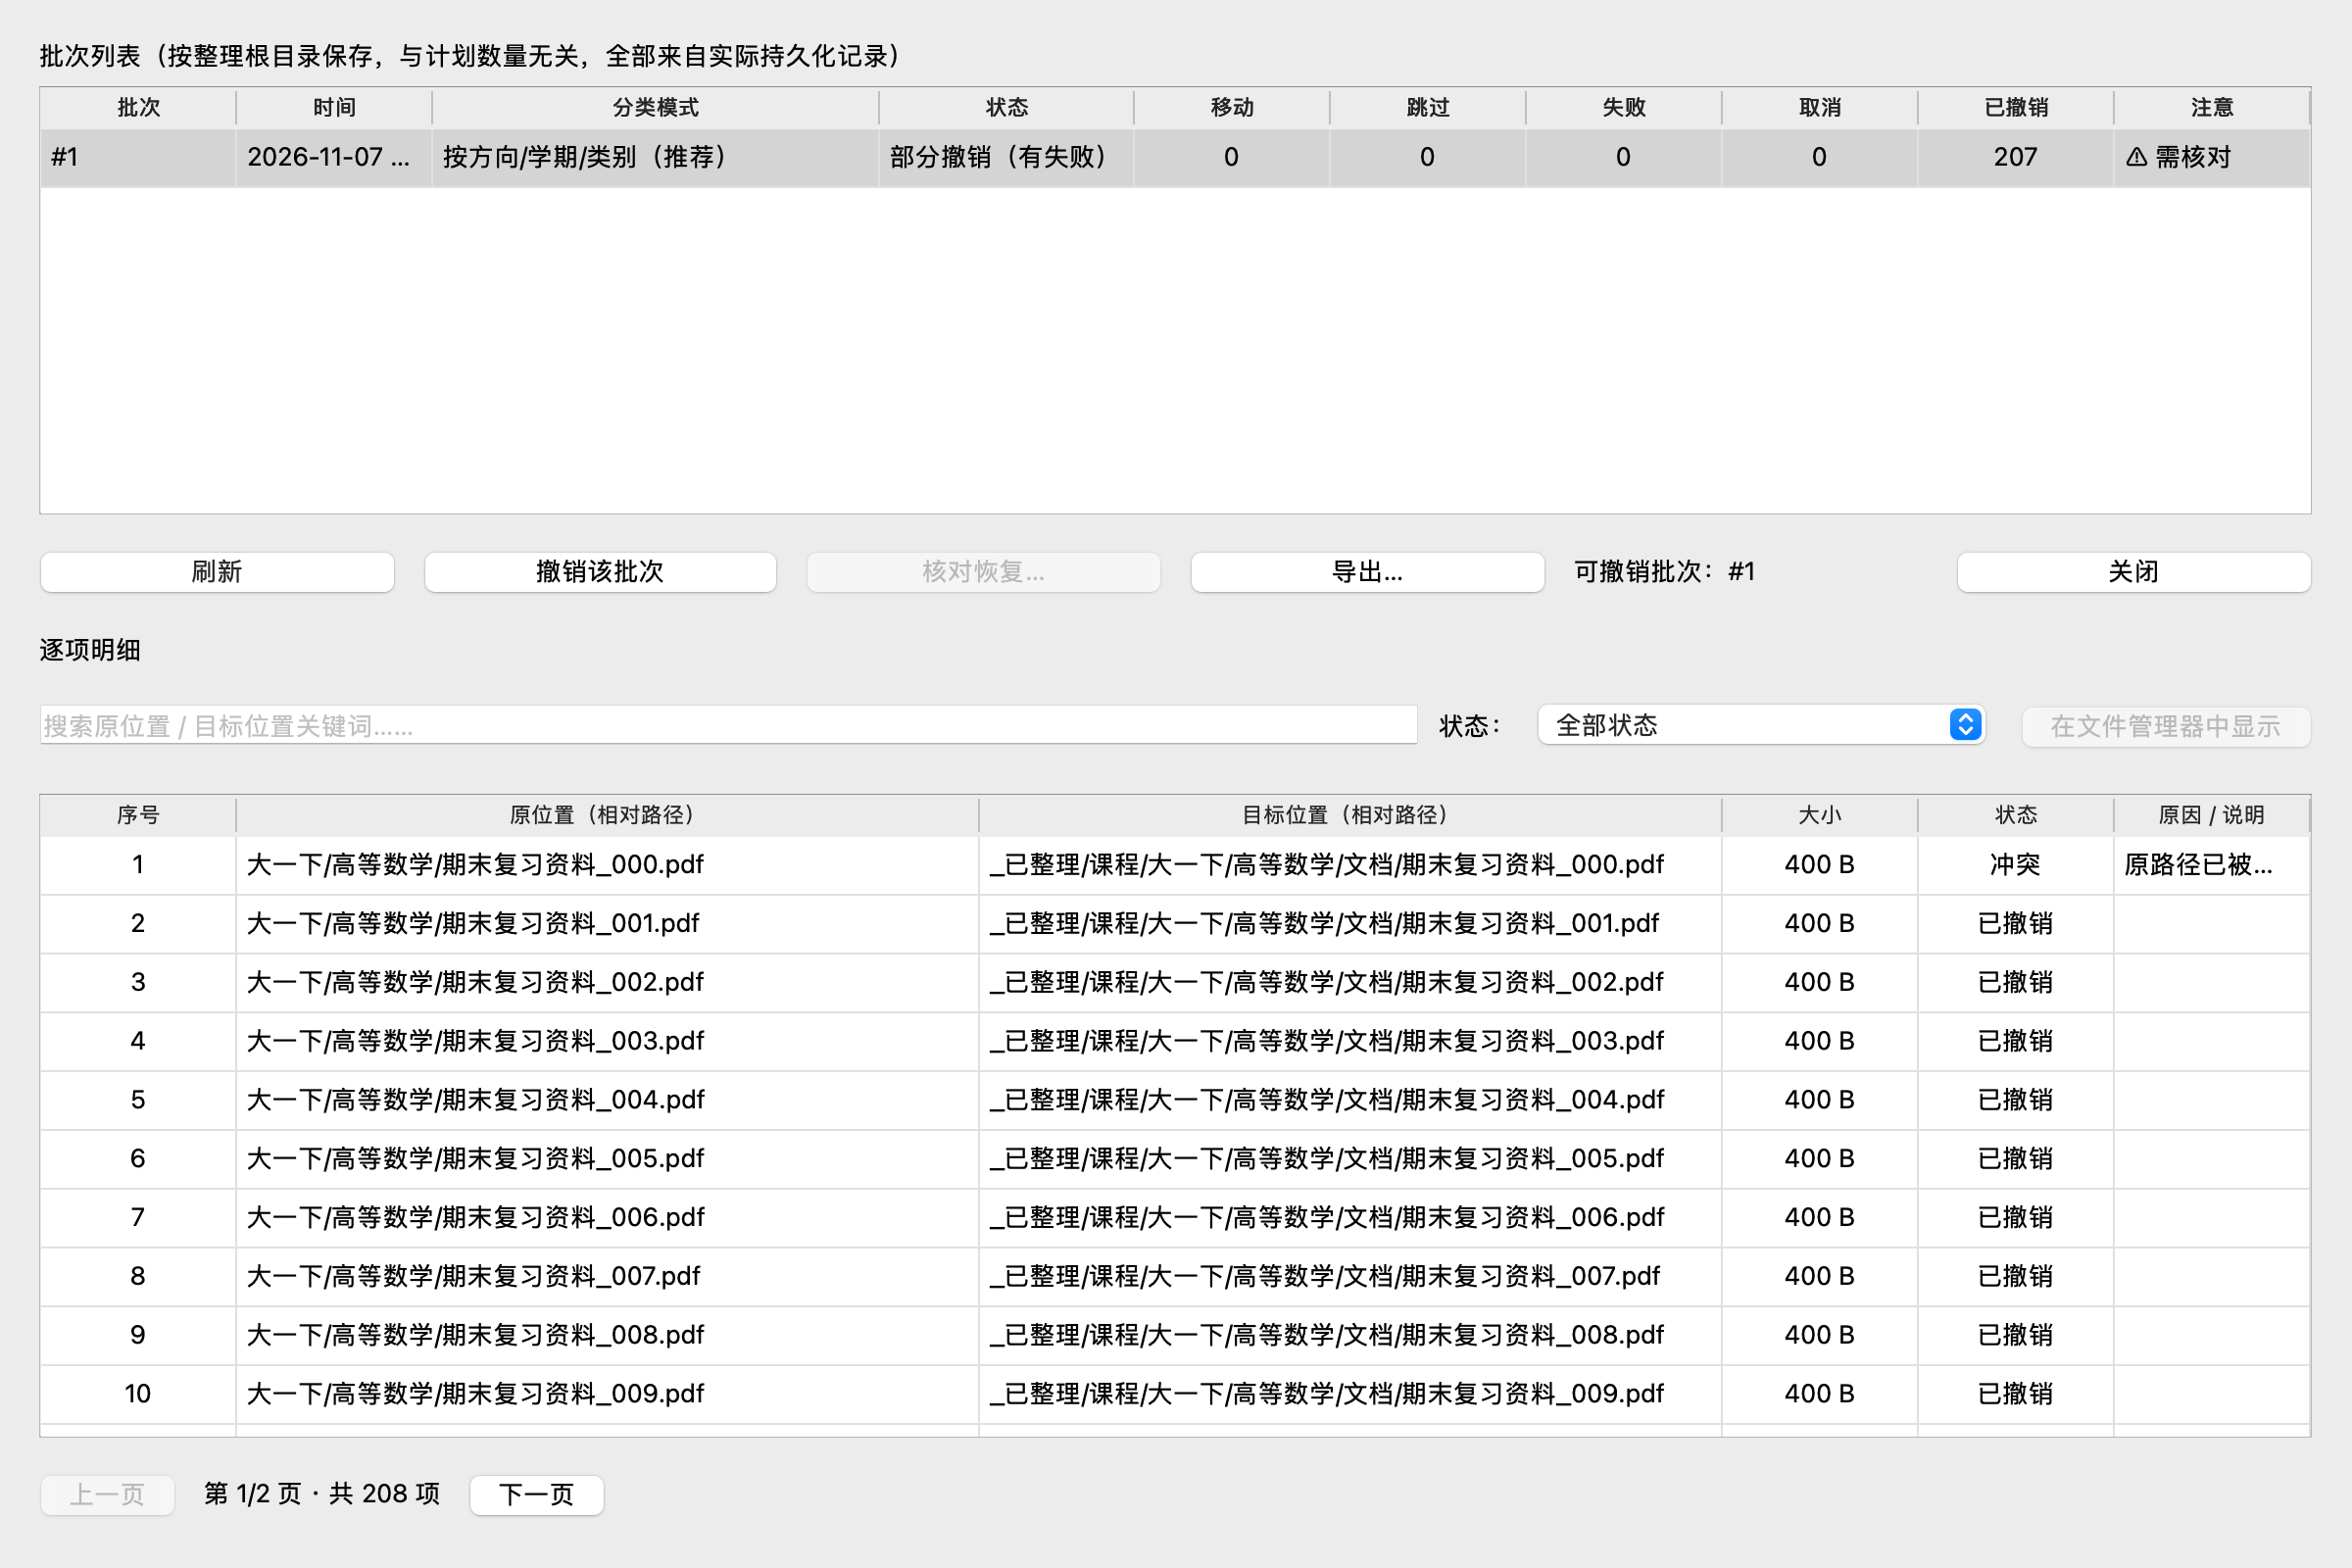 批次列表（按整理根目录保存，与计划数量无关，全部来自实际持久化记录）
批次 时间 分类模式 状态 移动 跳过 失败 取消 已撤销 注意
#1 2026-11-07 ... 按方向/学期/类别（推荐） 部分撤销（有失败） 0 0 0 0 207 ⚠ 需核对
刷新 撤销该批次 核对恢复... 导出... 可撤销批次：#1 关闭
逐项明细
搜索原位置 / 目标位置关键词…… 状态： 全部状态 在文件管理器中显示
序号 原位置（相对路径） 目标位置（相对路径） 大小 状态 原因 / 说明
1 大一下/高等数学/期末复习资料_000.pdf _已整理/课程/大一下/高等数学/文档/期末复习资料_000.pdf 400 B 冲突 原路径已被...
2 大一下/高等数学/期末复习资料_001.pdf _已整理/课程/大一下/高等数学/文档/期末复习资料_001.pdf 400 B 已撤销
3 大一下/高等数学/期末复习资料_002.pdf _已整理/课程/大一下/高等数学/文档/期末复习资料_002.pdf 400 B 已撤销
4 大一下/高等数学/期末复习资料_003.pdf _已整理/课程/大一下/高等数学/文档/期末复习资料_003.pdf 400 B 已撤销
5 大一下/高等数学/期末复习资料_004.pdf _已整理/课程/大一下/高等数学/文档/期末复习资料_004.pdf 400 B 已撤销
6 大一下/高等数学/期末复习资料_005.pdf _已整理/课程/大一下/高等数学/文档/期末复习资料_005.pdf 400 B 已撤销
7 大一下/高等数学/期末复习资料_006.pdf _已整理/课程/大一下/高等数学/文档/期末复习资料_006.pdf 400 B 已撤销
8 大一下/高等数学/期末复习资料_007.pdf _已整理/课程/大一下/高等数学/文档/期末复习资料_007.pdf 400 B 已撤销
9 大一下/高等数学/期末复习资料_008.pdf _已整理/课程/大一下/高等数学/文档/期末复习资料_008.pdf 400 B 已撤销
10 大一下/高等数学/期末复习资料_009.pdf _已整理/课程/大一下/高等数学/文档/期末复习资料_009.pdf 400 B 已撤销
上一页 第 1/2 页 · 共 208 项 下一页